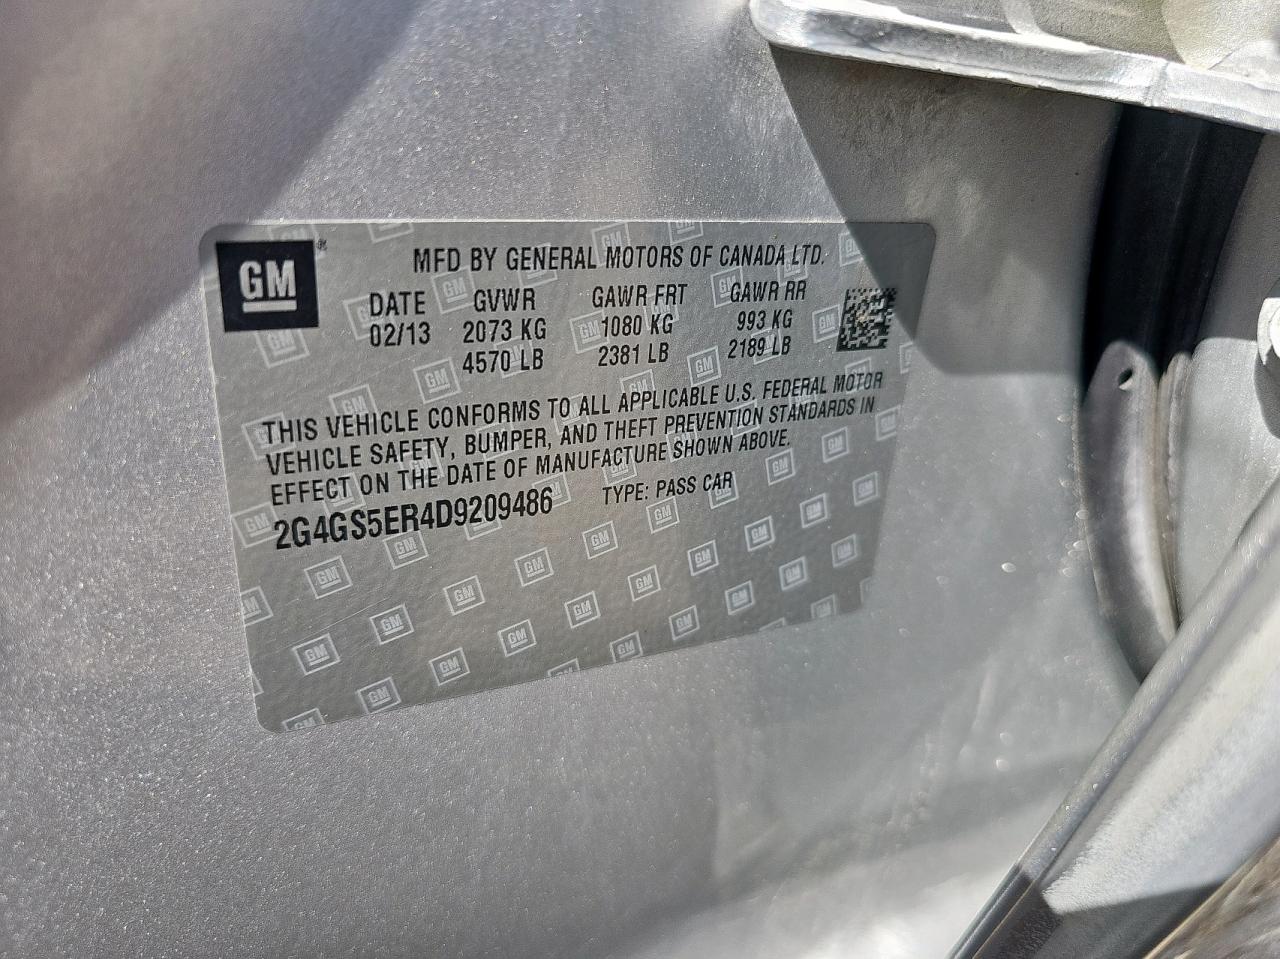 GM®
MFD BY GENERAL MOTORS OF CANADA LTD.
DATE GVWR GAWR FRT GAWR RR
02/13 2073 KG 1080 KG 993 KG
4570 LB 2381 LB 2189 LB
THIS VEHICLE CONFORMS TO ALL APPLICABLE U.S. FEDERAL MOTOR
VEHICLE SAFETY, BUMPER, AND THEFT PREVENTION STANDARDS IN
EFFECT ON THE DATE OF MANUFACTURE SHOWN ABOVE.
2G4GS5ER4D9209486 TYPE: PASS CAR